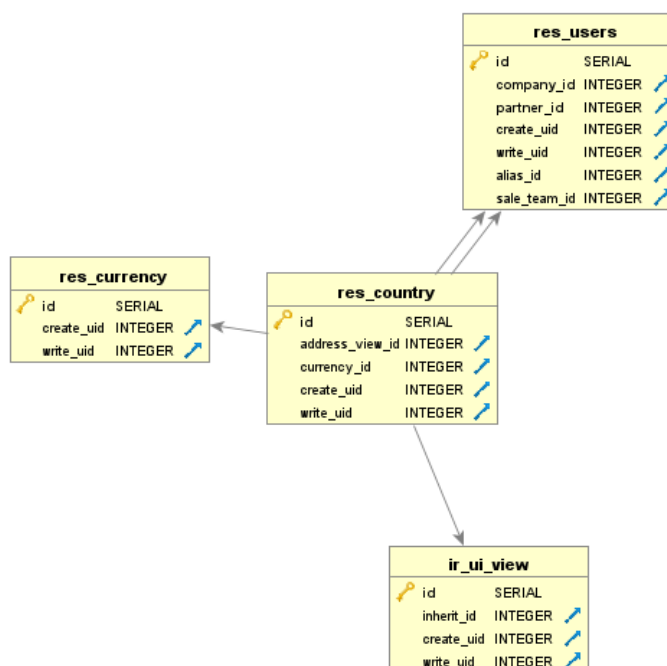 res_users
id SERIAL
company_id INTEGER
partner_id INTEGER
create_uid INTEGER
write_uid INTEGER
alias_id INTEGER
sale_team_id INTEGER
res_currency
id SERIAL
create_uid INTEGER
write_uid INTEGER
res_country
id SERIAL
address_view_id INTEGER
currency_id INTEGER
create_uid INTEGER
write_uid INTEGER
ir_ui_view
id SERIAL
inherit_id INTEGER
create_uid INTEGER
write_uid INTEGER